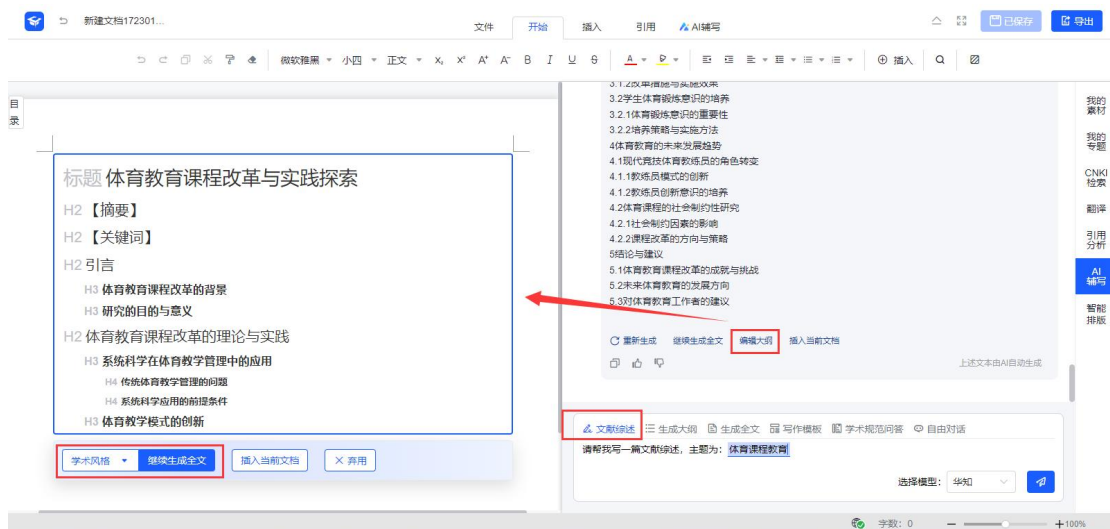 新建文档172301...
文件
开始
插入
引用
AI辅写
已保存
导出
微软雅黑
小四
正文
X₂ X² A⁺ A⁻ B I U S A
插入
目录
标题 体育教育课程改革与实践探索
H2 【摘要】
H2 【关键词】
H2 引言
H3 体育教育课程改革的背景
H3 研究的目的与意义
H2 体育教育课程改革的理论与实践
H3 系统科学在体育教学管理中的应用
H4 传统体育教学管理的问题
H4 系统科学应用的前提条件
H3 体育教学模式的创新
学术风格
继续生成全文
插入当前文档
弃用
3.1.2改革措施与实施效果
3.2学生体育锻炼意识的培养
3.2.1体育锻炼意识的重要性
3.2.2培养策略与实施方法
4体育教育的未来发展趋势
4.1现代竞技体育教练员的角色转变
4.1.1教练员模式的创新
4.1.2教练员创新意识的培养
4.2体育课程的社会制约性研究
4.2.1社会制约因素的影响
4.2.2课程改革的方向与策略
5结论与建议
5.1体育教育课程改革的成就与挑战
5.2未来体育教育的发展方向
5.3对体育教育工作者的建议
重新生成
继续生成全文
编辑大纲
插入当前文档
上述文本由AI自动生成
文献综述
生成大纲
生成全文
写作模板
学术规范问答
自由对话
请帮我写一篇文献综述，主题为：体育课程教育
选择模型：
华知
我的素材
我的专题
CNKI检索
翻译
引用分析
AI辅写
智能排版
字数：0
100%